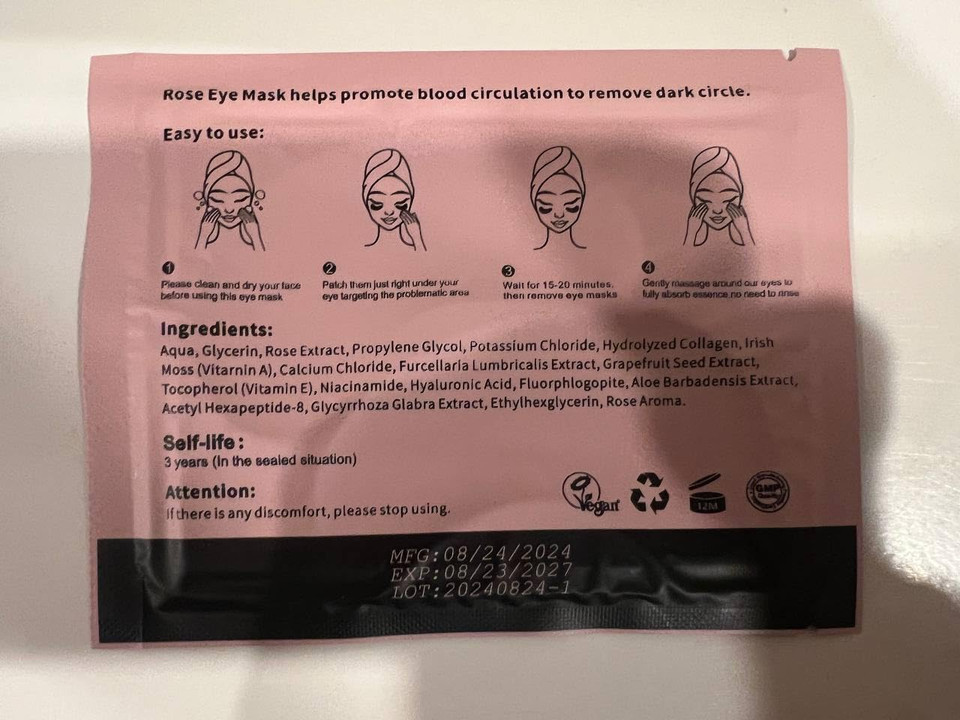 Rose Eye Mask helps promote blood circulation to remove dark circle.
Easy to use:
1
Please clean and dry your face
before using this eye mask
2
Patch them just right under your
eye targeting the problermatic area
3
Wait for 15-20 minutes,
then remove eye masks
4
Gently massage around our eyes to
fully absorb essence,no need to rinse
Ingredients:
Aqua, Glycerin, Rose Extract, Propylene Glycol, Potassium Chloride, Hydrolyzed Collagen, Irish
Moss (Vitarnin A), Calcium Chloride, Furcellaria Lumbricalis Extract, Grapefruit Seed Extract,
Tocopherol (Vitamin E), Niacinamide, Hyaluronic Acid, Fluorphlogopite, Aloe Barbadensis Extract,
Acetyl Hexapeptide-8, Glycyrrhoza Glabra Extract, Ethylhexglycerin, Rose Aroma.
Self-life:
3 years (In the sealed situation)
Attention:
If there is any discomfort, please stop using.
Vegan
12M
GMP
MFG:08/24/2024
EXP:08/23/2027
LOT:20240824-1